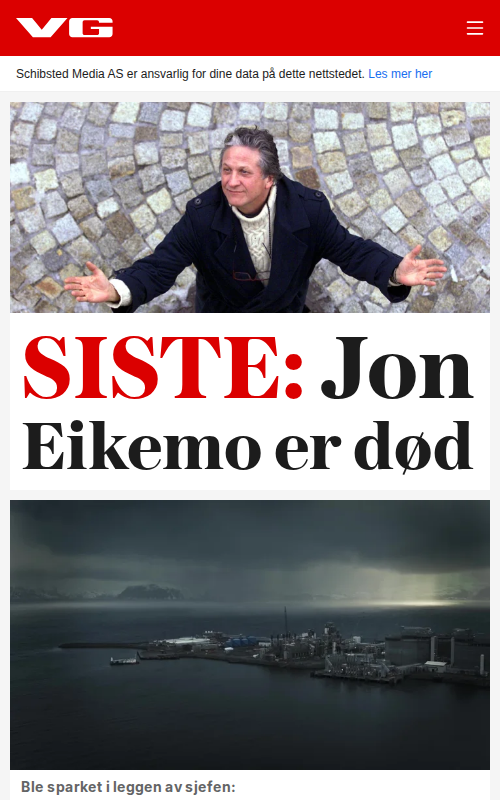 VG
Schibsted Media AS er ansvarlig for dine data på dette nettstedet. Les mer her
SISTE: Jon
Eikemo er død
Ble sparket i leggen av sjefen: